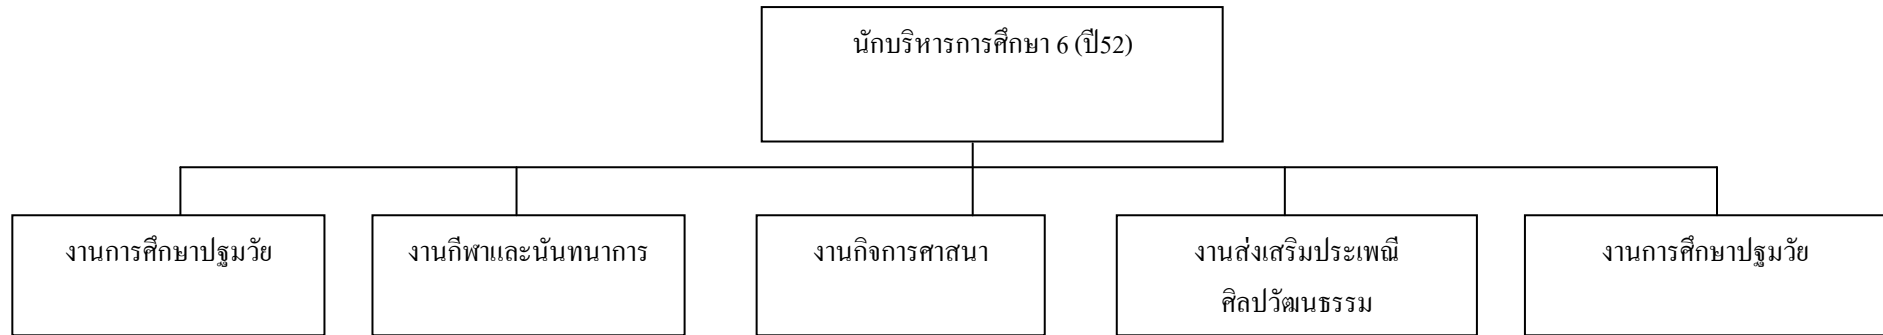 นักบริหารการศึกษา 6 (ปี52)
งานการศึกษาปฐมวัย
งานกีฬาและนันทนาการ
งานกิจการศาสนา
งานส่งเสริมประเพณี
ศิลปวัฒนธรรม
งานการศึกษาปฐมวัย